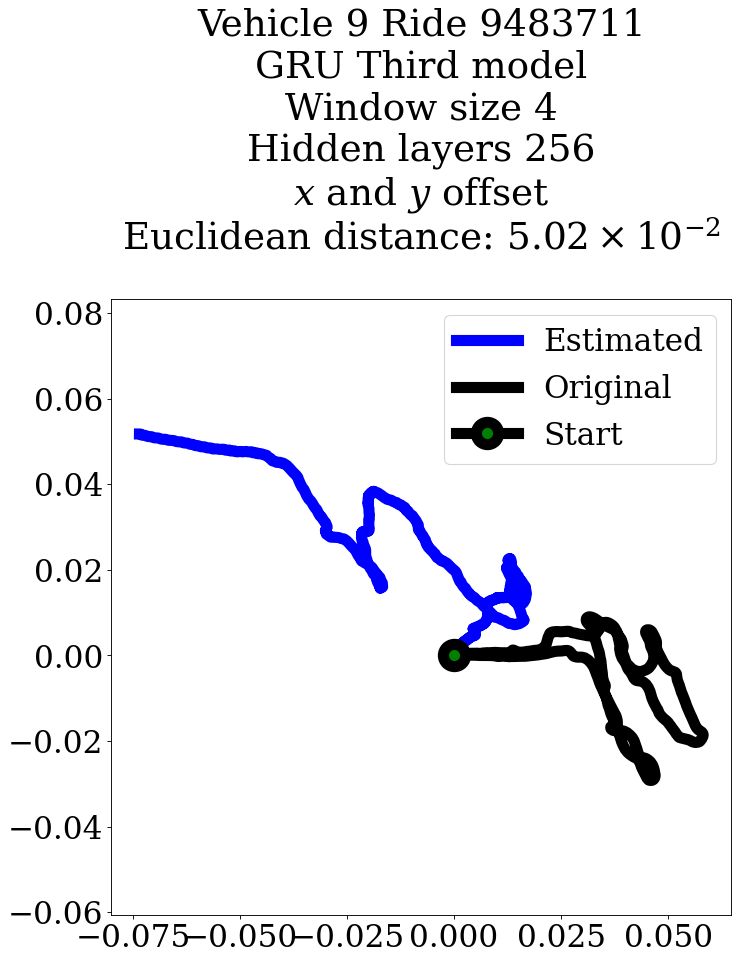 Vehicle 9 Ride 9483711
GRU Third model
Window size 4
Hidden layers 256
x and y offset
Euclidean distance: 5.02 × 10⁻²
Estimated
Original
Start
0.08
0.06
0.04
0.02
0.00
−0.02
−0.04
−0.06
−0.075 −0.050 −0.025 0.000 0.025 0.050